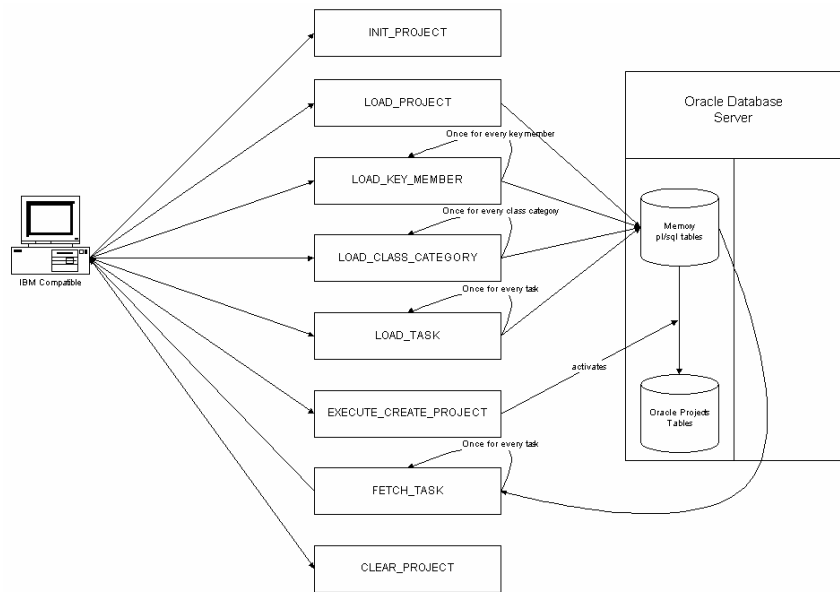 INIT_PROJECT
LOAD_PROJECT
Oracle Database
Server
Once for every key member
LOAD_KEY_MEMBER
Once for every class category
Memory
pl/sql tables
LOAD_CLASS_CATEGORY
IBM Compatible
Once for every task
LOAD_TASK
activates
EXECUTE_CREATE_PROJECT
Oracle Projects
Tables
Once for every task
FETCH_TASK
CLEAR_PROJECT